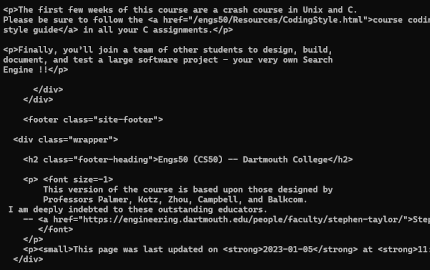 <p>The first few weeks of this course are a crash course in Unix and C.
Please be sure to follow the <a href="/engs50/Resources/CodingStyle.html">course codin
style guide</a> in all your C assignments.</p>
<p>Finally, you'll join a team of other students to design, build,
document, and test a large software project - your very own Search
Engine !!</p>
</div>
</div>
<footer class="site-footer">
<div class="wrapper">
<h2 class="footer-heading">Engs50 (CS50) -- Dartmouth College</h2>
<p> <font size=-1>
This version of the course is based upon those designed by
Professors Palmer, Kotz, Zhou, Campbell, and Balkcom.
I am deeply indebted to these outstanding educators.
-- <a href="https://engineering.dartmouth.edu/people/faculty/stephen-taylor/">Step
</font>
</p>
<p><small>This page was last updated on <strong>2023-01-05</strong> at <strong>11:
</div>